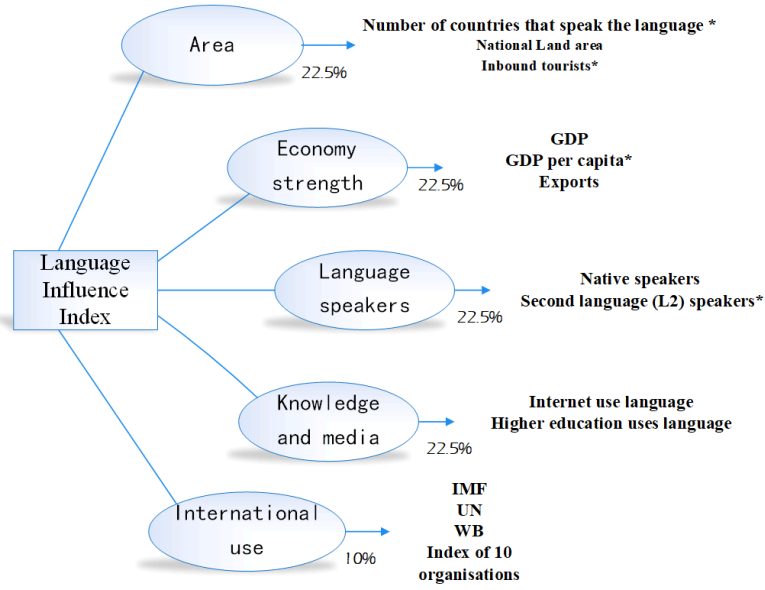 Area
22.5%
Number of countries that speak the language *
National Land area
Inbound tourists*
Economy
strength
22.5%
GDP
GDP per capita*
Exports
Language
Influence
Index
Language
speakers
22.5%
Native speakers
Second language (L2) speakers*
Knowledge
and media
22.5%
Internet use language
Higher education uses language
International
use
10%
IMF
UN
WB
Index of 10
organisations